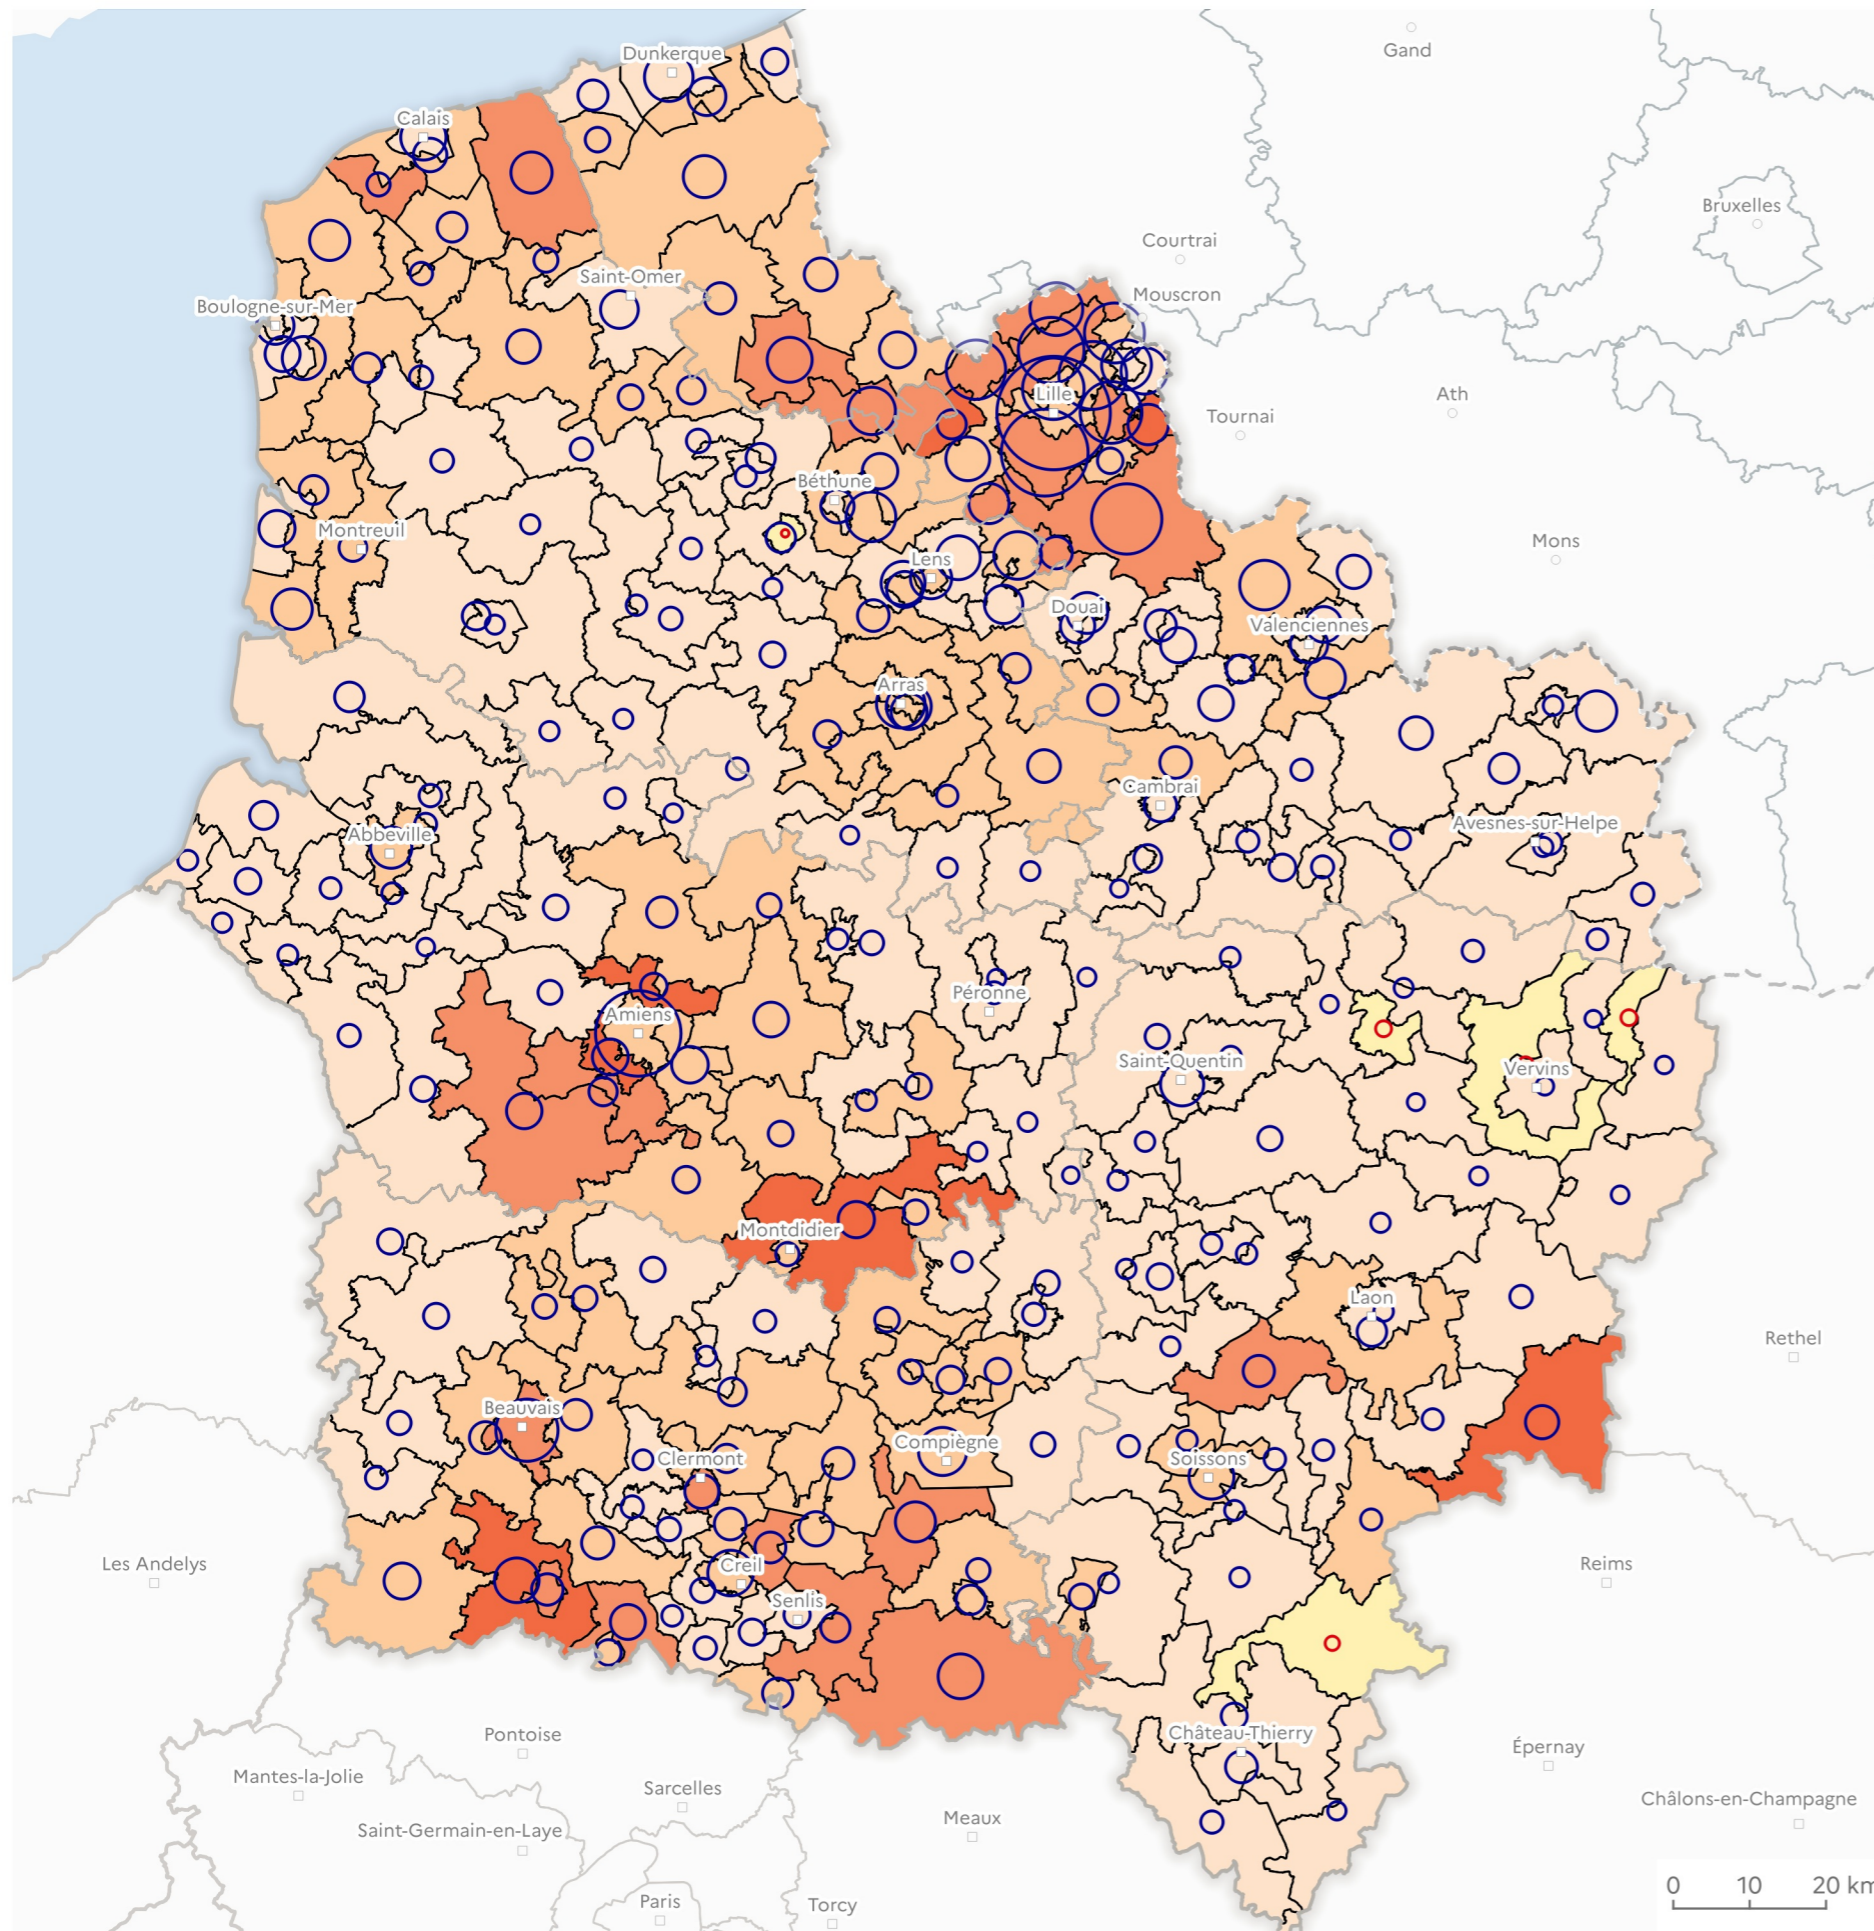 Dunkerque
Gand
Calais
Bruxelles
Courtrai
Saint-Omer
Mouscron
Boulogne-sur-Mer
Lille
Ath
Tournai
Béthune
Montreuil
Mons
Lens
Douai
Valenciennes
Arras
Cambrai
Avesnes-sur-Helpe
Abbeville
Péronne
Amiens
Saint-Quentin
Vervins
Montdidier
Laon
Rethel
Beauvais
Compiègne
Clermont
Soissons
Les Andelys
Creil
Reims
Senlis
Pontoise
Château-Thierry
Épernay
Mantes-la-Jolie
Sarcelles
Châlons-en-Champagne
Meaux
Saint-Germain-en-Laye
0 10 20 km
Paris
Torcy